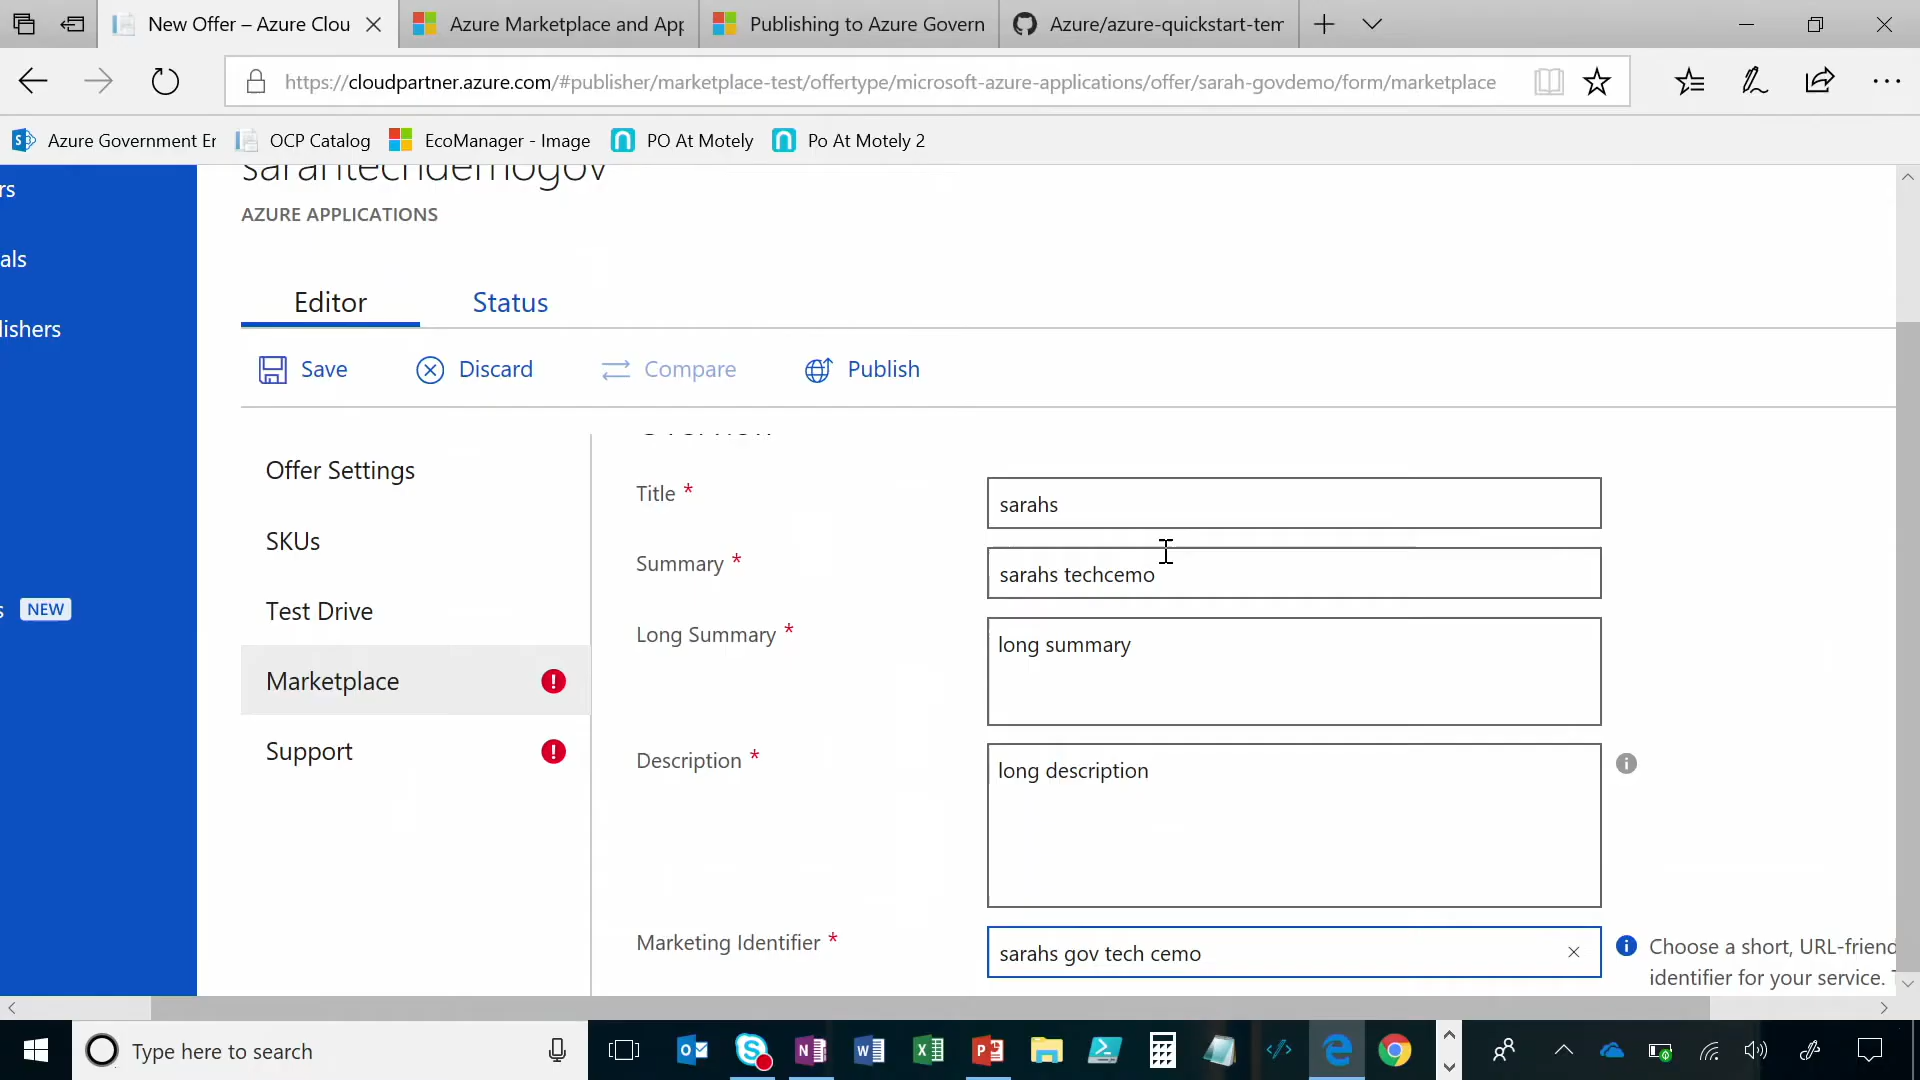 New Offer – Azure Clou
Azure Marketplace and App
Publishing to Azure Govern
Azure/azure-quickstart-tem
https://cloudpartner.azure.com/#publisher/marketplace-test/offertype/microsoft-azure-applications/offer/sarah-govdemo/form/marketplace
Azure Government Er
OCP Catalog
EcoManager - Image
PO At Motely
Po At Motely 2
rs
als
lishers
s NEW
sarahtechdemogov
AZURE APPLICATIONS
Editor
Status
Save
Discard
Compare
Publish
Offer Settings
SKUs
Test Drive
Marketplace
Support
Overview
Title *
sarahs
Summary *
sarahs techcemo
Long Summary *
long summary
Description *
long description
Marketing Identifier *
sarahs gov tech cemo
Choose a short, URL-friend
identifier for your service. T
Type here to search